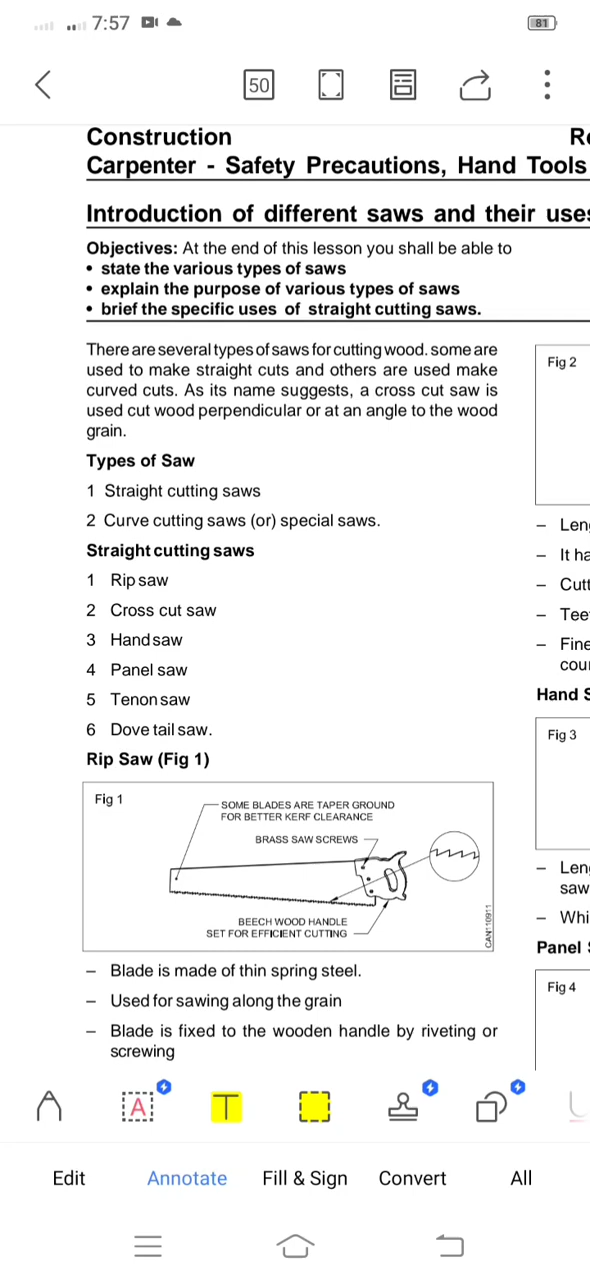 7:57
81
50
Construction
Carpenter - Safety Precautions, Hand Tools
Introduction of different saws and their uses
Objectives: At the end of this lesson you shall be able to
• state the various types of saws
• explain the purpose of various types of saws
• brief the specific uses of straight cutting saws.
There are several types of saws for cutting wood. some are
used to make straight cuts and others are used make
curved cuts. As its name suggests, a cross cut saw is
used cut wood perpendicular or at an angle to the wood
grain.
Types of Saw
1 Straight cutting saws
2 Curve cutting saws (or) special saws.
Straight cutting saws
1 Rip saw
2 Cross cut saw
3 Hand saw
4 Panel saw
5 Tenon saw
6 Dove tail saw.
Rip Saw (Fig 1)
Fig 1
SOME BLADES ARE TAPER GROUND
FOR BETTER KERF CLEARANCE
BRASS SAW SCREWS
BEECH WOOD HANDLE
SET FOR EFFICIENT CUTTING
CAN110911
– Blade is made of thin spring steel.
– Used for sawing along the grain
– Blade is fixed to the wooden handle by riveting or
screwing
Fig 2
– It ha
Hand S
Fig 3
saw
– Whi
Panel
Fig 4
A
T
Edit
Annotate
Fill & Sign
Convert
All